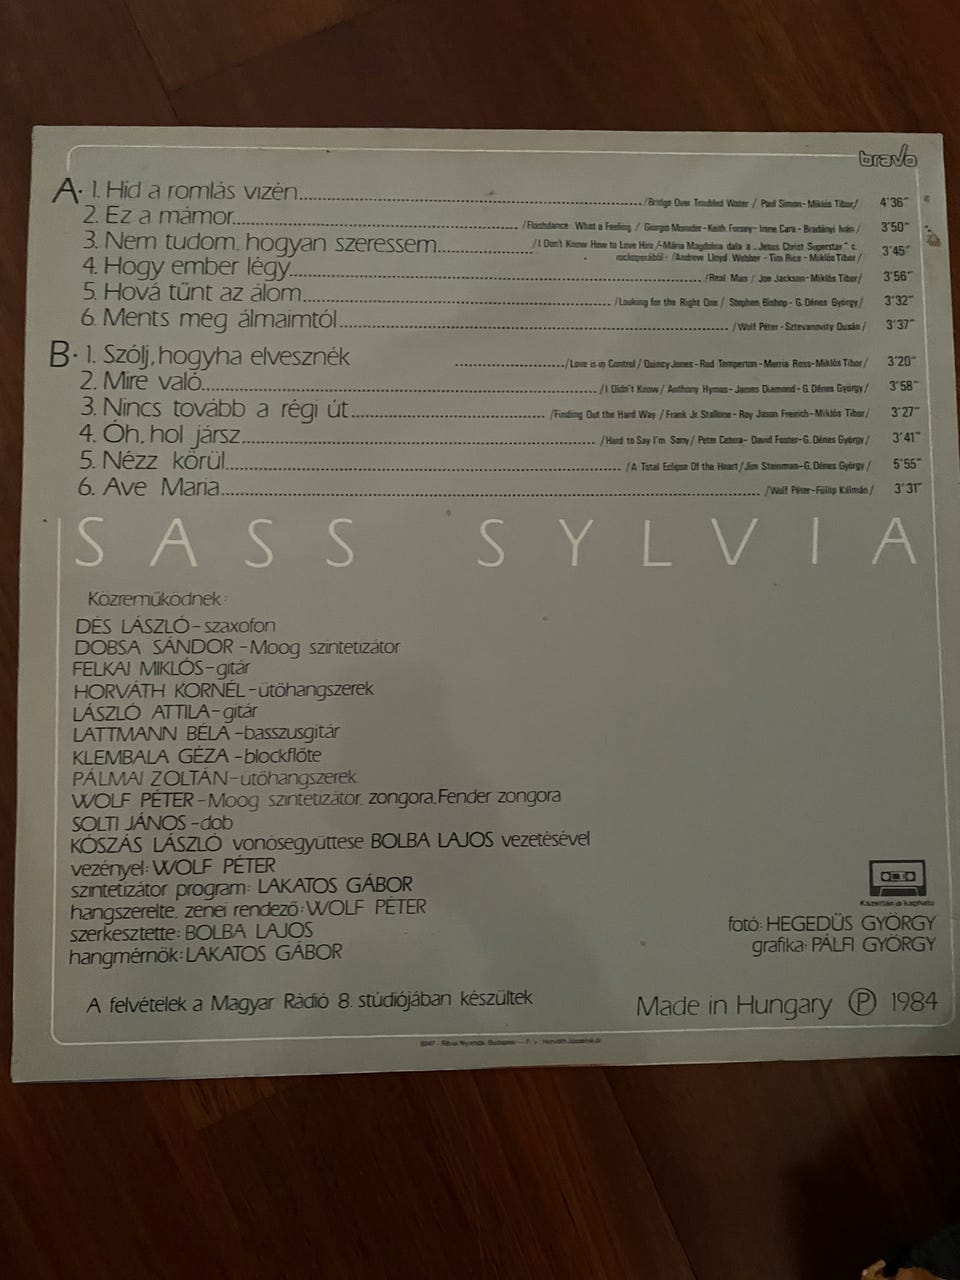 bravo
A. 1. Híd a romlás vizén /Bridge Over Troubled Water / Paul Simon-Miklós Tibor/ 4'36"
2. Ez a mámor /Flashdance What a Feeling / Giorgio Moroder-Keith Forsey-Irene Cara-Bradányi Iván / 3'50"
3. Nem tudom, hogyan szeressem /I Don't Know How to Love Him /-Mária Magdolna dala a „Jesus Christ Superstar" c.
rockoperából- /Andrew Lloyd Webber - Tim Rice - Miklós Tibor/ 3'45"
4. Hogy ember légy /Real Man / Joe Jackson-Miklós Tibor/ 3'56"
5. Hová tűnt az álom /Looking for the Right One / Stephen Bishop- G. Dénes György/ 3'32"
6. Ments meg álmaimtól /Wolf Péter-Sztevanovity Dusán/ 3'37"
B. 1. Szólj, hogyha elvesznék /Love is in Control / Quincy Jones - Rod Temperton - Merria Ross-Miklós Tibor/ 3'20"
2. Mire való /I Didn't Know / Anthony Hyman- James Diamond-G. Dénes György/ 3'58"
3. Nincs tovább a régi út /Finding Out the Hard Way / Frank Jr. Stallone - Roy Jason Freirich-Miklós Tibor/ 3'27"
4. Óh, hol jársz /Hard to Say I'm Sorry/ Peter Cetera- David Foster-G. Dénes György / 3'41"
5. Nézz körül /A Total Eclipse Of the Heart /Jim Steinman-G. Dénes György / 5'55"
6. Ave Maria /Wolf Péter-Fülöp Kálmán / 3'31"
SASS SYLVIA
Közreműködnek:
DÉS LÁSZLÓ-szaxofon
DOBSA SÁNDOR-Moog szintetizátor
FELKAI MIKLÓS-gitár
HORVÁTH KORNÉL-ütőhangszerek
LÁSZLÓ ATTILA-gitár
LATTMANN BÉLA-basszusgitár
KLEMBALA GÉZA-blockflöte
PÁLMAI ZOLTÁN-ütőhangszerek
WOLF PÉTER-Moog szintetizátor, zongora, Fender zongora
SOLTI JÁNOS-dob
KÓSZÁS LÁSZLÓ vonósegyüttese BOLBA LAJOS vezetésével
vezényel: WOLF PÉTER
szintetizátor program: LAKATOS GÁBOR
hangszerelte, zenei rendező: WOLF PÉTER
szerkesztette: BOLBA LAJOS
hangmérnök: LAKATOS GÁBOR
Kazettán is kapható
fotó: HEGEDÜS GYÖRGY
grafika: PÁLFI GYÖRGY
A felvételek a Magyar Rádió 8. stúdiójában készültek
Made in Hungary Ⓟ 1984
Révai Nyomda, Budapest